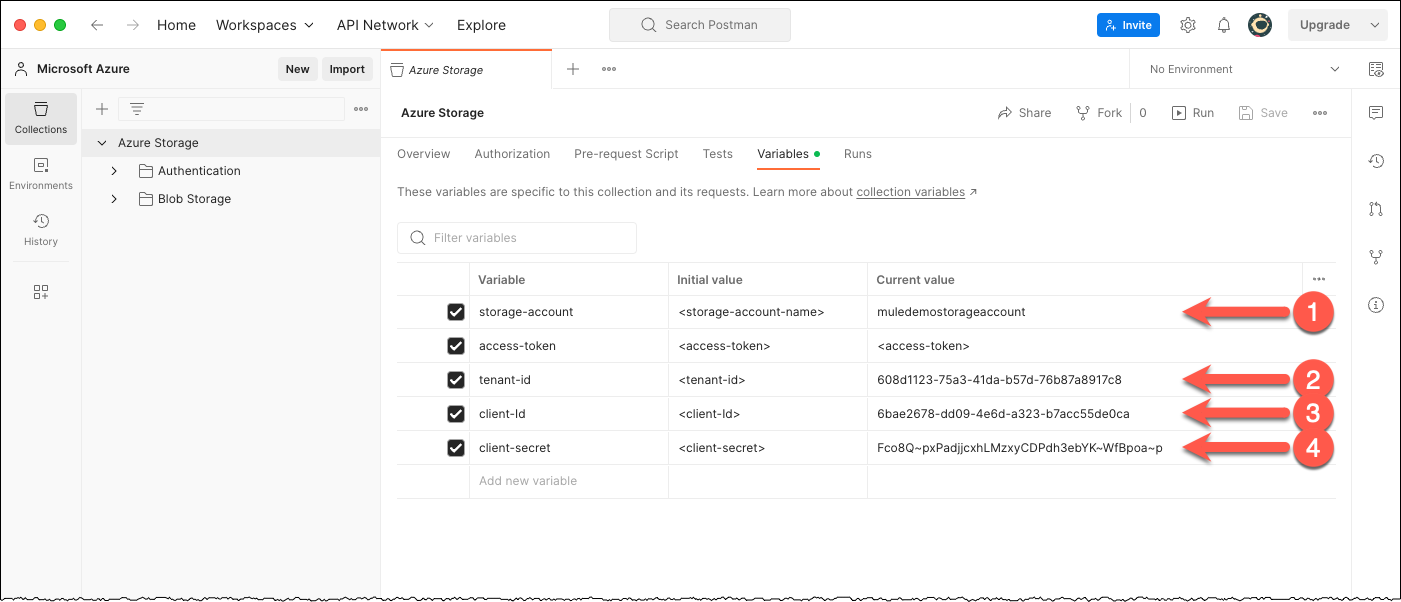 Home Workspaces API Network Explore Search Postman Invite Upgrade
Microsoft Azure New Import Azure Storage No Environment
Collections
Environments
History
Azure Storage
Authentication
Blob Storage
Azure Storage Share Fork 0 Run Save
Overview Authorization Pre-request Script Tests Variables Runs
These variables are specific to this collection and its requests. Learn more about collection variables ↗
Filter variables
Variable Initial value Current value
storage-account <storage-account-name> muledemostorageaccount 1
access-token <access-token> <access-token>
tenant-id <tenant-id> 608d1123-75a3-41da-b57d-76b87a8917c8 2
client-Id <client-Id> 6bae2678-dd09-4e6d-a323-b7acc55de0ca 3
client-secret <client-secret> Fco8Q~pxPadjjcxhLMzxyCDPdh3ebYK~WfBpoa~p 4
Add new variable